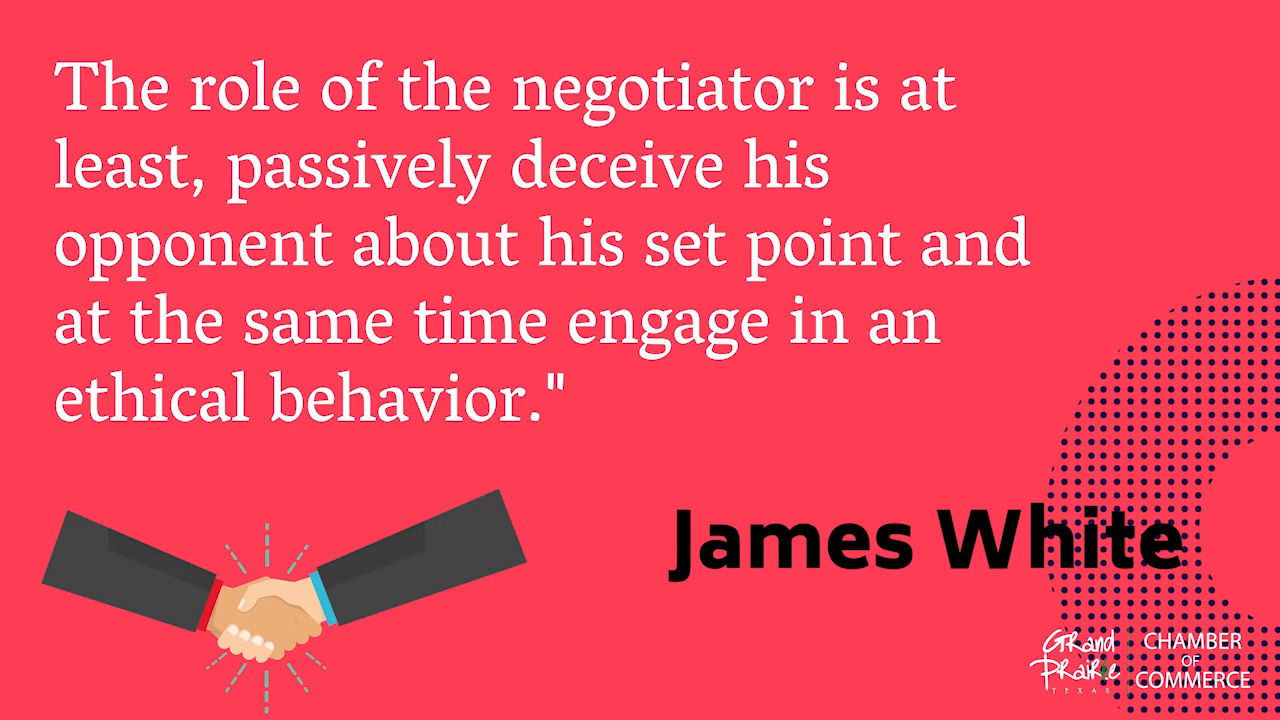 The role of the negotiator is at
least, passively deceive his
opponent about his set point and
at the same time engage in an
ethical behavior."
James White
Grand
Prairie
TEXAS
CHAMBER
OF
COMMERCE